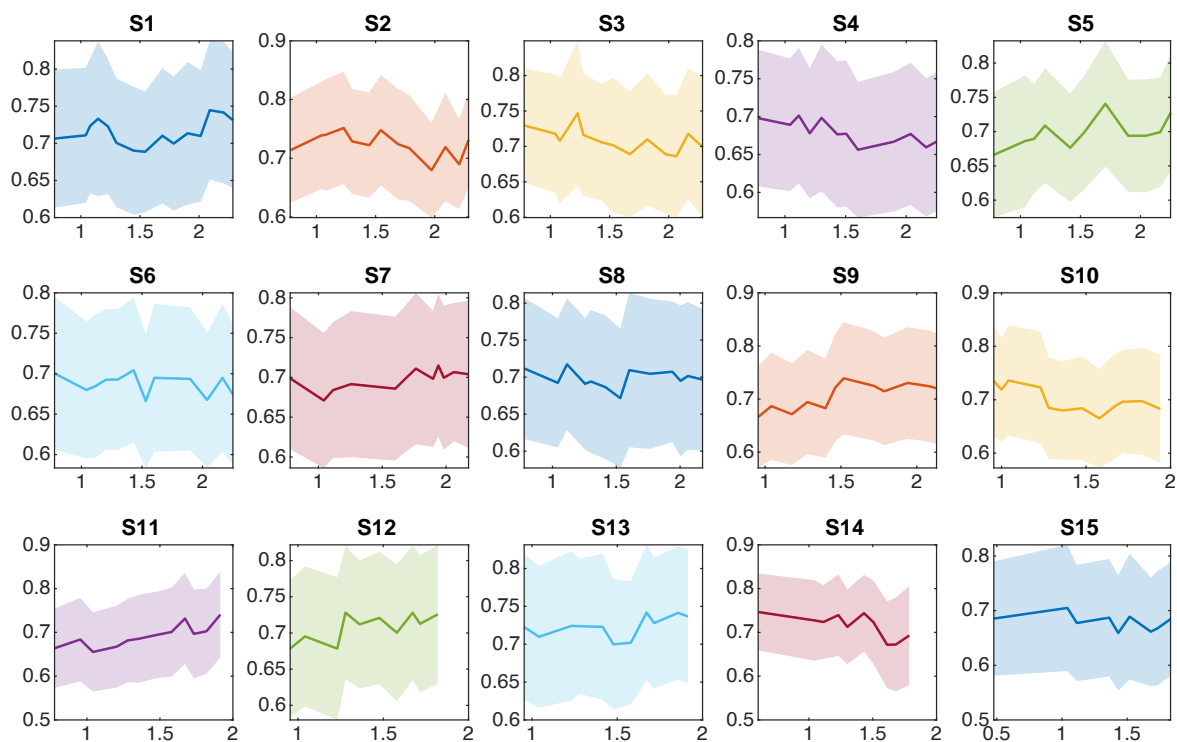 S1 S2 S3 S4 S5
0.8 0.9 0.8 0.8 0.8
0.75 0.8 0.75 0.75 0.75
0.7 0.7 0.7 0.7 0.7
0.65 0.65 0.65 0.65
0.6 0.6 0.6 0.6 0.6
1 1.5 2 1 1.5 2 1 1.5 2 1 1.5 2 1 1.5 2
S6 S7 S8 S9 S10
0.8 0.8 0.8 0.9 0.9
0.75 0.75 0.75 0.8 0.8
0.7 0.7 0.7 0.7 0.7
0.65 0.65 0.65
0.6 0.6 0.6 0.6 0.6
1 1.5 2 1 1.5 2 1 1.5 2 1 1.5 2 1 1.5 2
S11 S12 S13 S14 S15
0.9 0.8 0.8 0.9 0.8
0.8 0.75 0.75 0.8 0.7
0.7 0.7 0.7 0.7 0.6
0.6 0.65 0.65 0.6
0.5 0.6 0.6 0.5 0.5
1 1.5 2 1 1.5 2 1 1.5 2 1 1.5 2 0.5 1 1.5